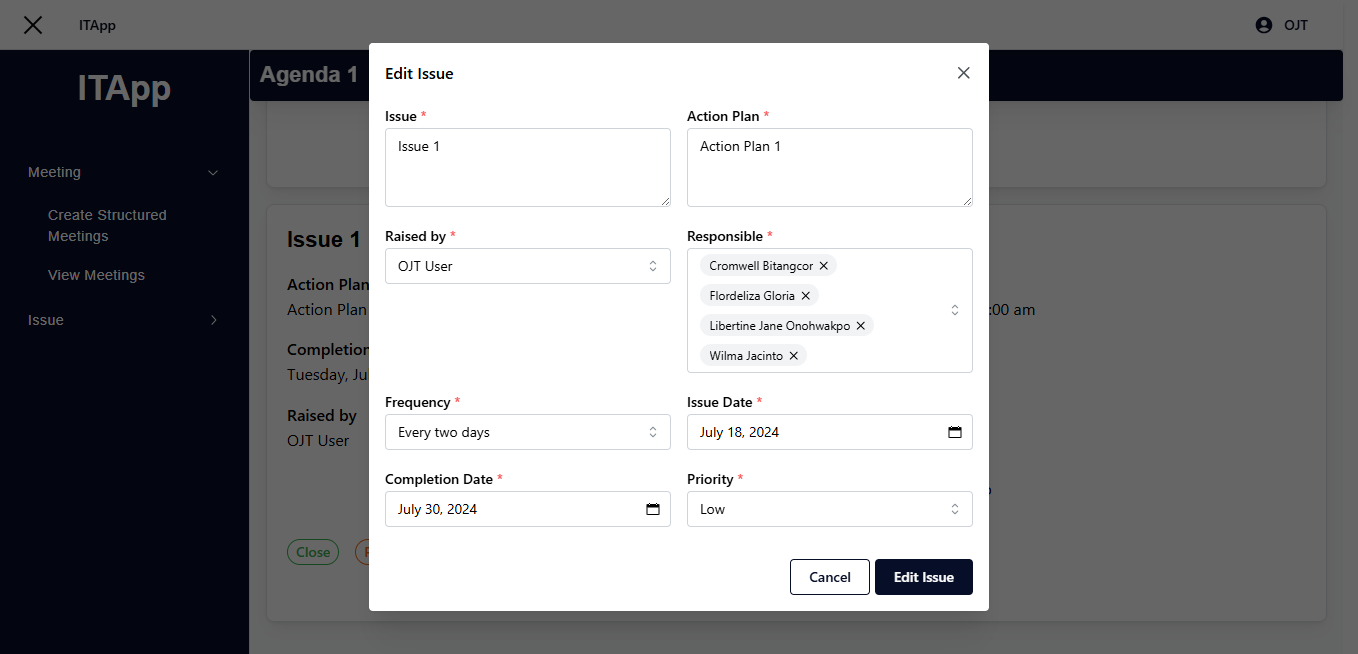 ITApp
OJT
ITApp
Agenda 1
Meeting
Create Structured
Meetings
View Meetings
Issue
Issue 1
Action Plan
Action Plan
:00 am
Completion
Tuesday, Ju
Raised by
OJT User
Close
Edit Issue
Issue *
Issue 1
Action Plan *
Action Plan 1
Raised by *
OJT User
Responsible *
Cromwell Bitangcor
Flordeliza Gloria
Libertine Jane Onohwakpo
Wilma Jacinto
Frequency *
Every two days
Issue Date *
July 18, 2024
Completion Date *
July 30, 2024
Priority *
Low
Cancel
Edit Issue